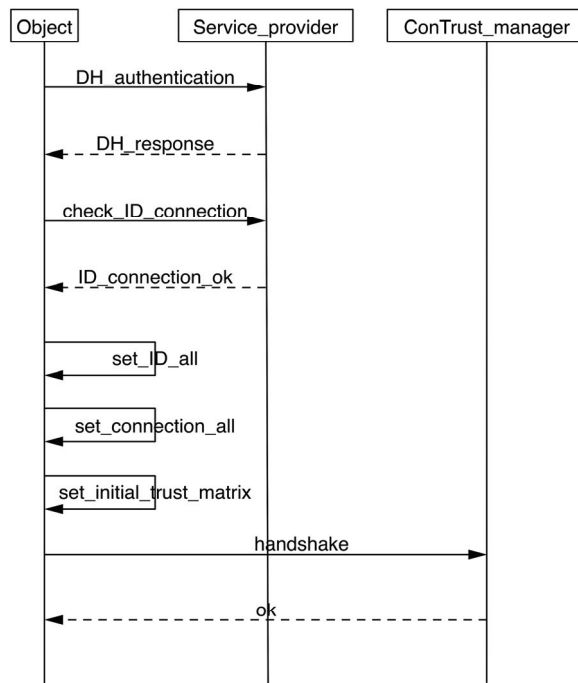 Object
Service_provider
ConTrust_manager
DH_authentication
DH_response
check_ID_connection
ID_connection_ok
set_ID_all
set_connection_all
set_initial_trust_matrix
handshake
ok